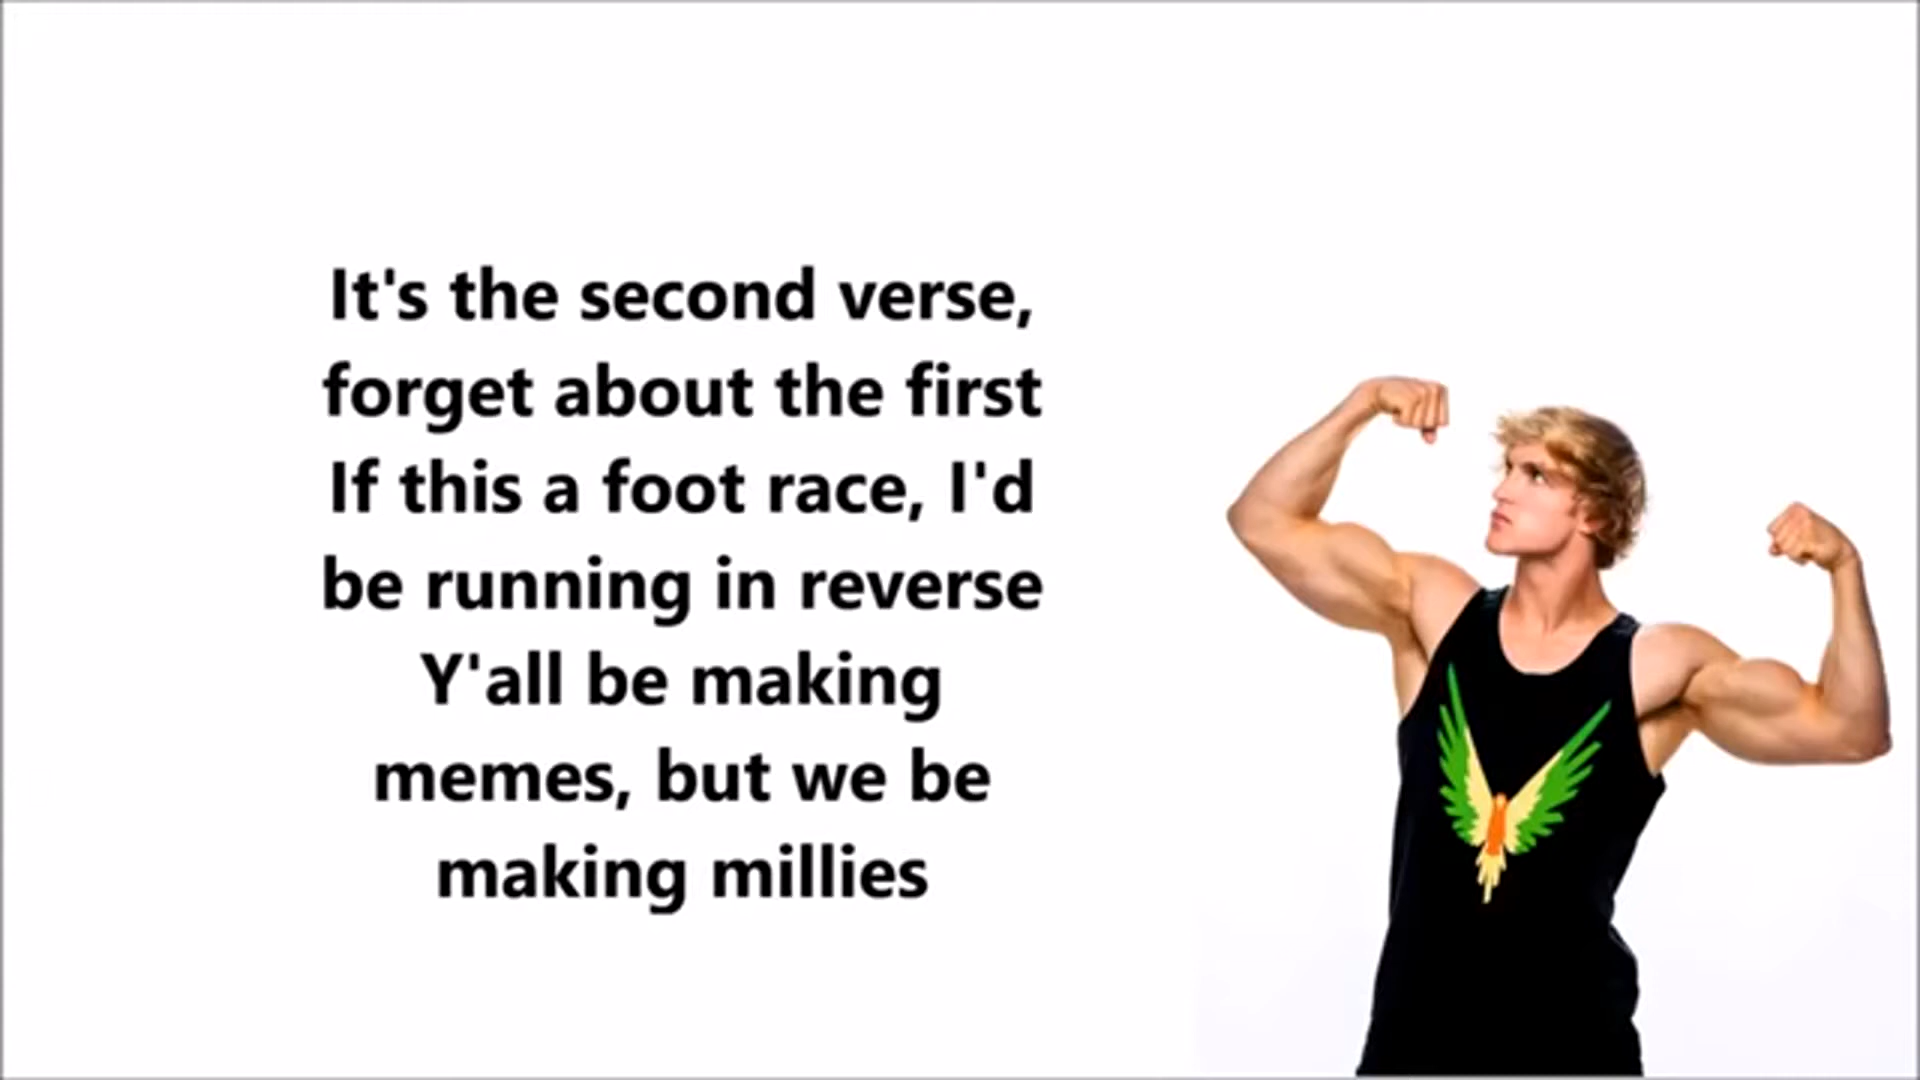 It's the second verse,
forget about the first
If this a foot race, I'd
be running in reverse
Y'all be making
memes, but we be
making millies